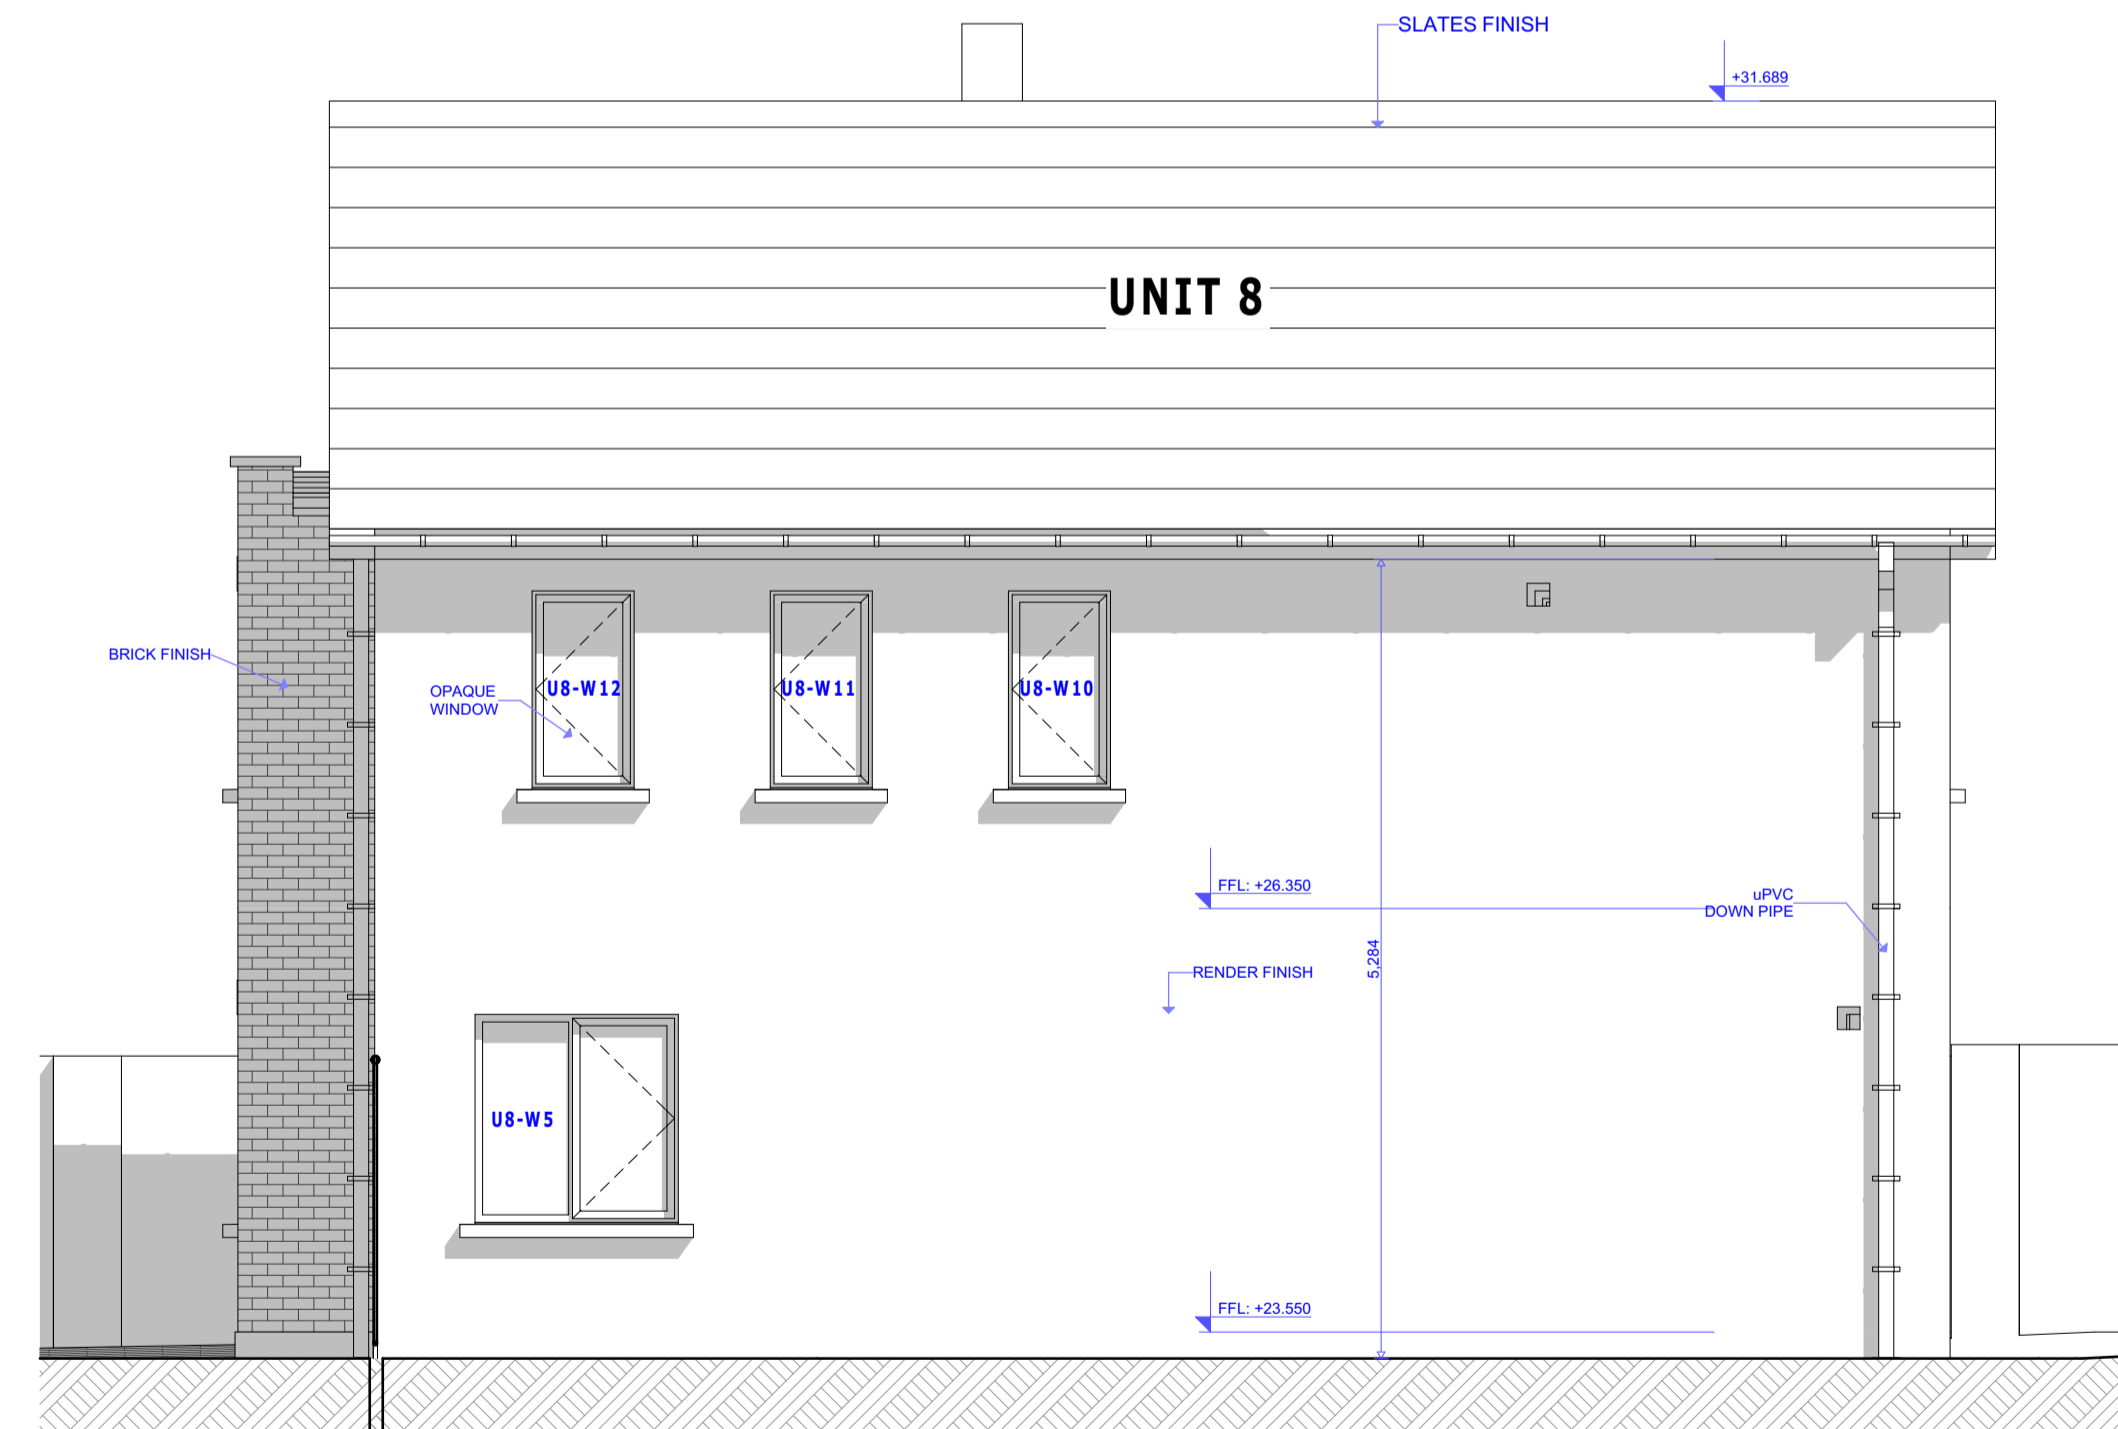 SLATES FINISH
+31.689
UNIT 8
BRICK FINISH
OPAQUE
WINDOW
U8-W12
U8-W11
U8-W10
FFL: +26.350
uPVC
DOWN PIPE
5,284
RENDER FINISH
U8-W5
FFL: +23.550